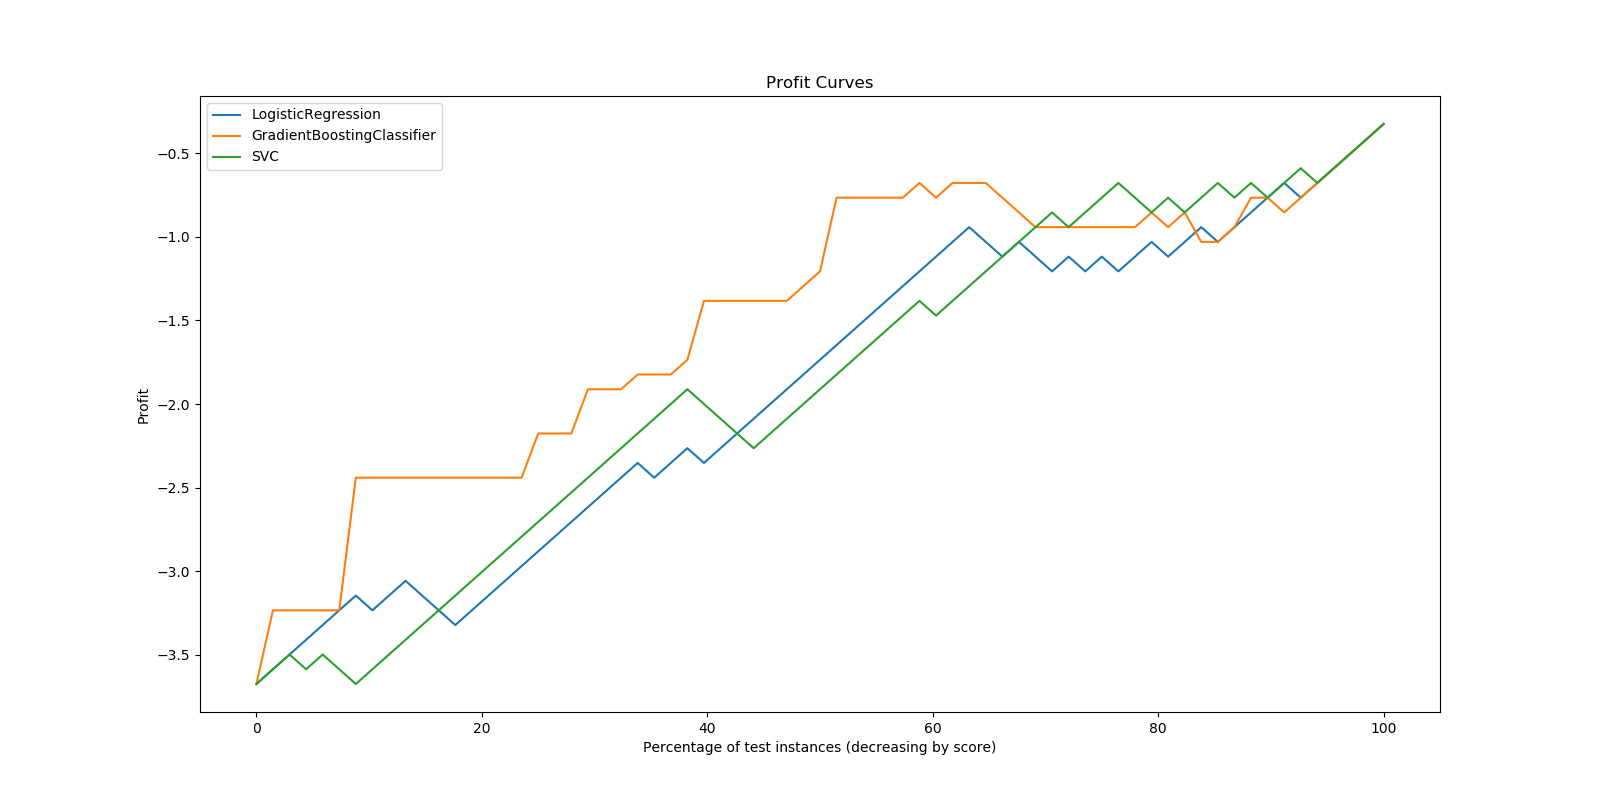 Profit Curves
LogisticRegression
GradientBoostingClassifier
SVC
−0.5
−1.0
−1.5
−2.0
−2.5
−3.0
−3.5
Profit
0 20 40 60 80 100
Percentage of test instances (decreasing by score)